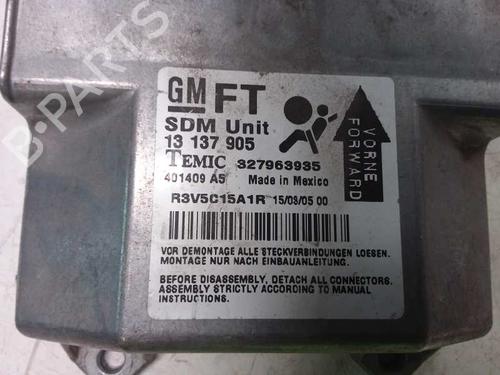 B-PARTS
GM FT
SDM Unit
13 137 905
TEMIC 327963935
401409 A5 Made in Mexico
R3V5C15A1R 15/03/05 00
VORNE
FORWARD
VOR DEMONTAGE ALLE STECKVERBINDUNGEN LOESEN.
MONTAGE NUR NACH EINBAUANLEITUNG.
BEFORE DISASSEMBLY, DETACH ALL CONNECTORS.
ASSEMBLY STRICTLY ACCORDING TO MANUAL
INSTRUCTIONS.